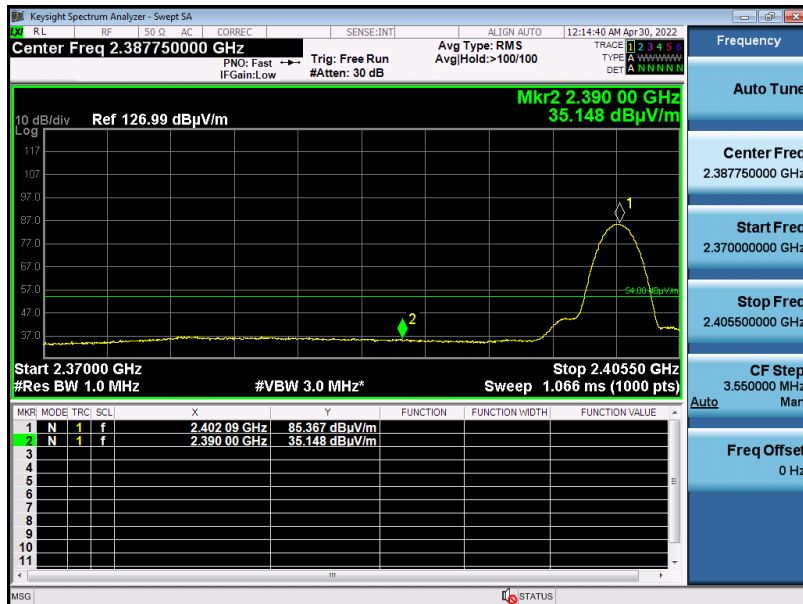 Keysight Spectrum Analyzer - Swept SA
RL RF 50 Ω AC CORREC SENSE:INT ALIGN AUTO 12:14:40 AM Apr 30, 2022
Center Freq 2.387750000 GHz
PNO: Fast
IFGain:Low
Trig: Free Run
#Atten: 30 dB
Avg Type: RMS
Avg|Hold:>100/100
TRACE 1 2 3 4 5 6
TYPE A WWWWW
DET A N N N N N
Frequency
Mkr2 2.390 00 GHz
35.148 dBµV/m
10 dB/div Ref 126.99 dBµV/m
Log
117
107
97.0
87.0
77.0
67.0
57.0
47.0
37.0
1
54.00 dBµV/m
2
Start 2.37000 GHz Stop 2.40550 GHz
#Res BW 1.0 MHz #VBW 3.0 MHz* Sweep 1.066 ms (1000 pts)
MKR MODE TRC SCL X Y FUNCTION FUNCTION WIDTH FUNCTION VALUE
1 N 1 f 2.402 09 GHz 85.367 dBµV/m
2 N 1 f 2.390 00 GHz 35.148 dBµV/m
3
4
5
6
7
8
9
10
11
Auto Tune
Center Freq
2.387750000 GHz
Start Freq
2.370000000 GHz
Stop Freq
2.405500000 GHz
CF Step
3.550000 MHz
Auto Man
Freq Offset
0 Hz
MSG STATUS